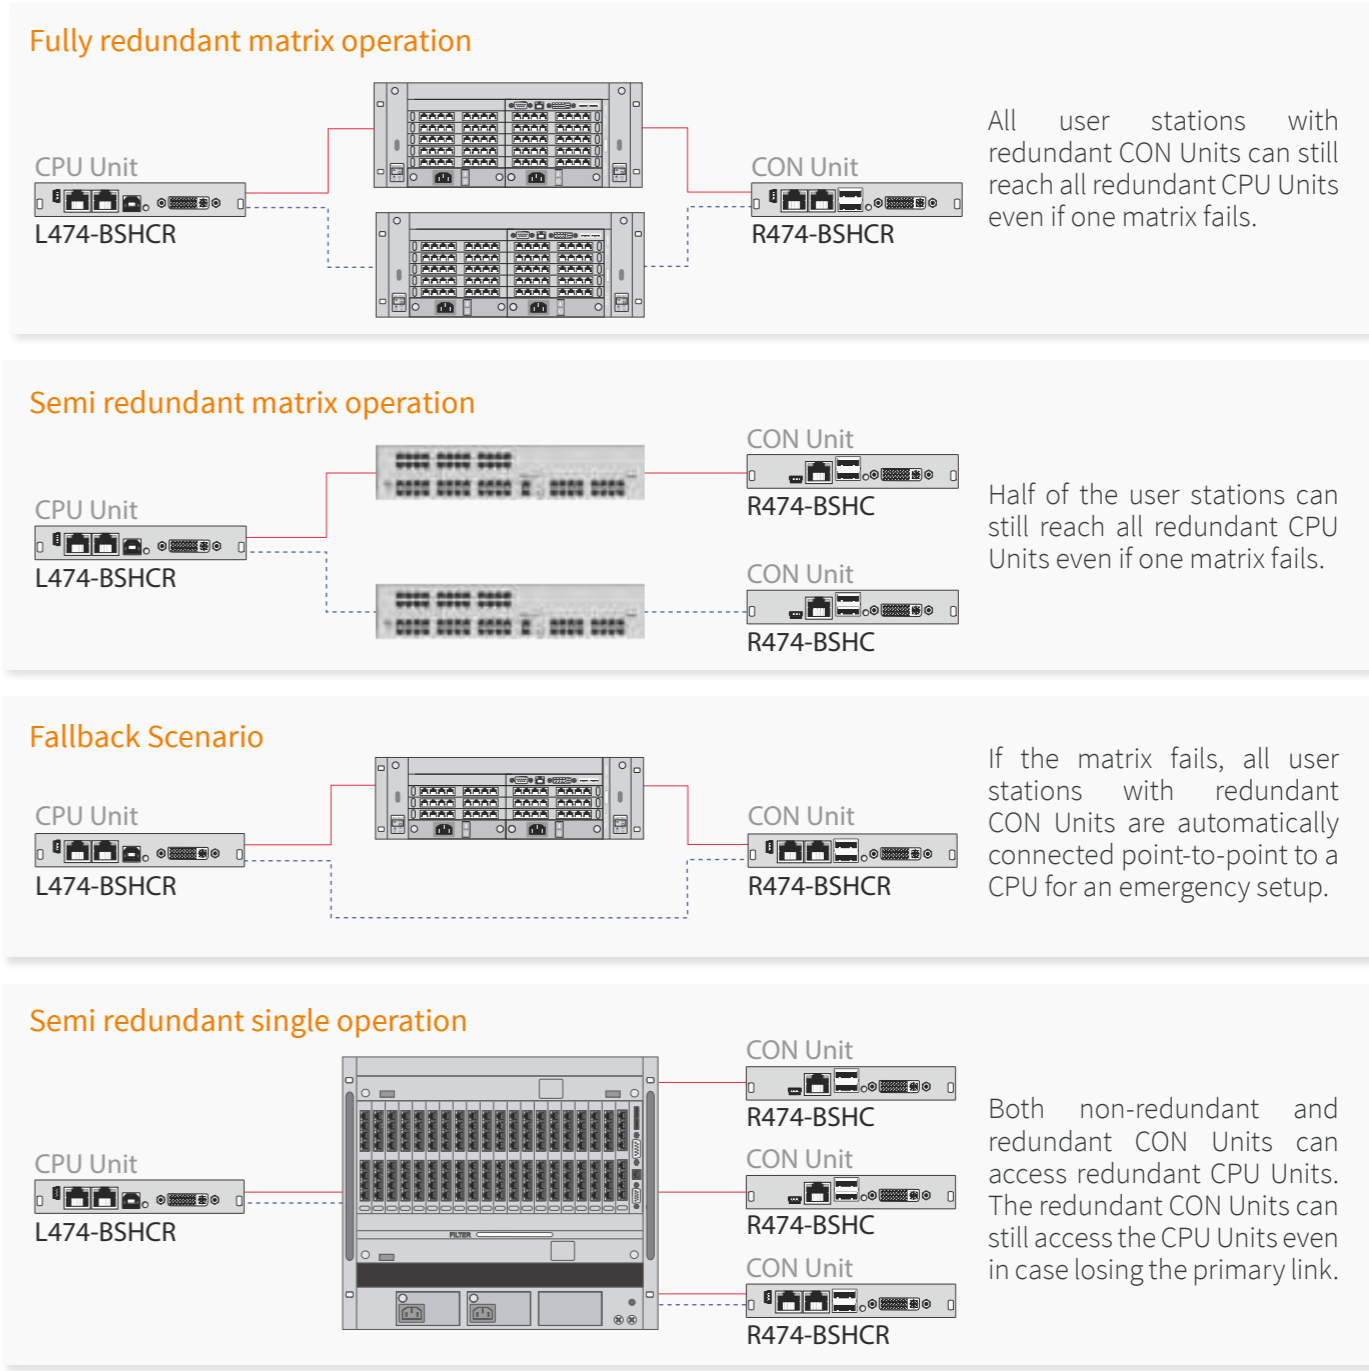 Fully redundant matrix operation
CPU Unit
L474-BSHCR
CON Unit
R474-BSHCR
All user stations with
redundant CON Units can still
reach all redundant CPU Units
even if one matrix fails.
Semi redundant matrix operation
CPU Unit
L474-BSHCR
CON Unit
R474-BSHC
CON Unit
R474-BSHC
Half of the user stations can
still reach all redundant CPU
Units even if one matrix fails.
Fallback Scenario
CPU Unit
L474-BSHCR
CON Unit
R474-BSHCR
If the matrix fails, all user
stations with redundant
CON Units are automatically
connected point-to-point to a
CPU for an emergency setup.
Semi redundant single operation
CPU Unit
L474-BSHCR
FILTER
CON Unit
R474-BSHC
CON Unit
R474-BSHC
CON Unit
R474-BSHCR
Both non-redundant and
redundant CON Units can
access redundant CPU Units.
The redundant CON Units can
still access the CPU Units even
in case losing the primary link.